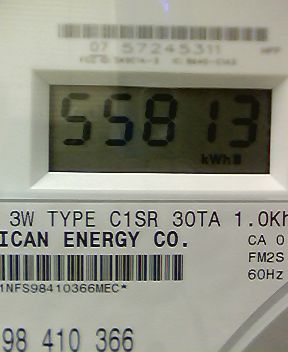 07 57245311
55813
kWh
3W TYPE C1SR 30TA 1.0Kh
ICAN ENERGY CO.
CA 0
FM2S
60Hz
1NFS98410366MEC*
98 410 366